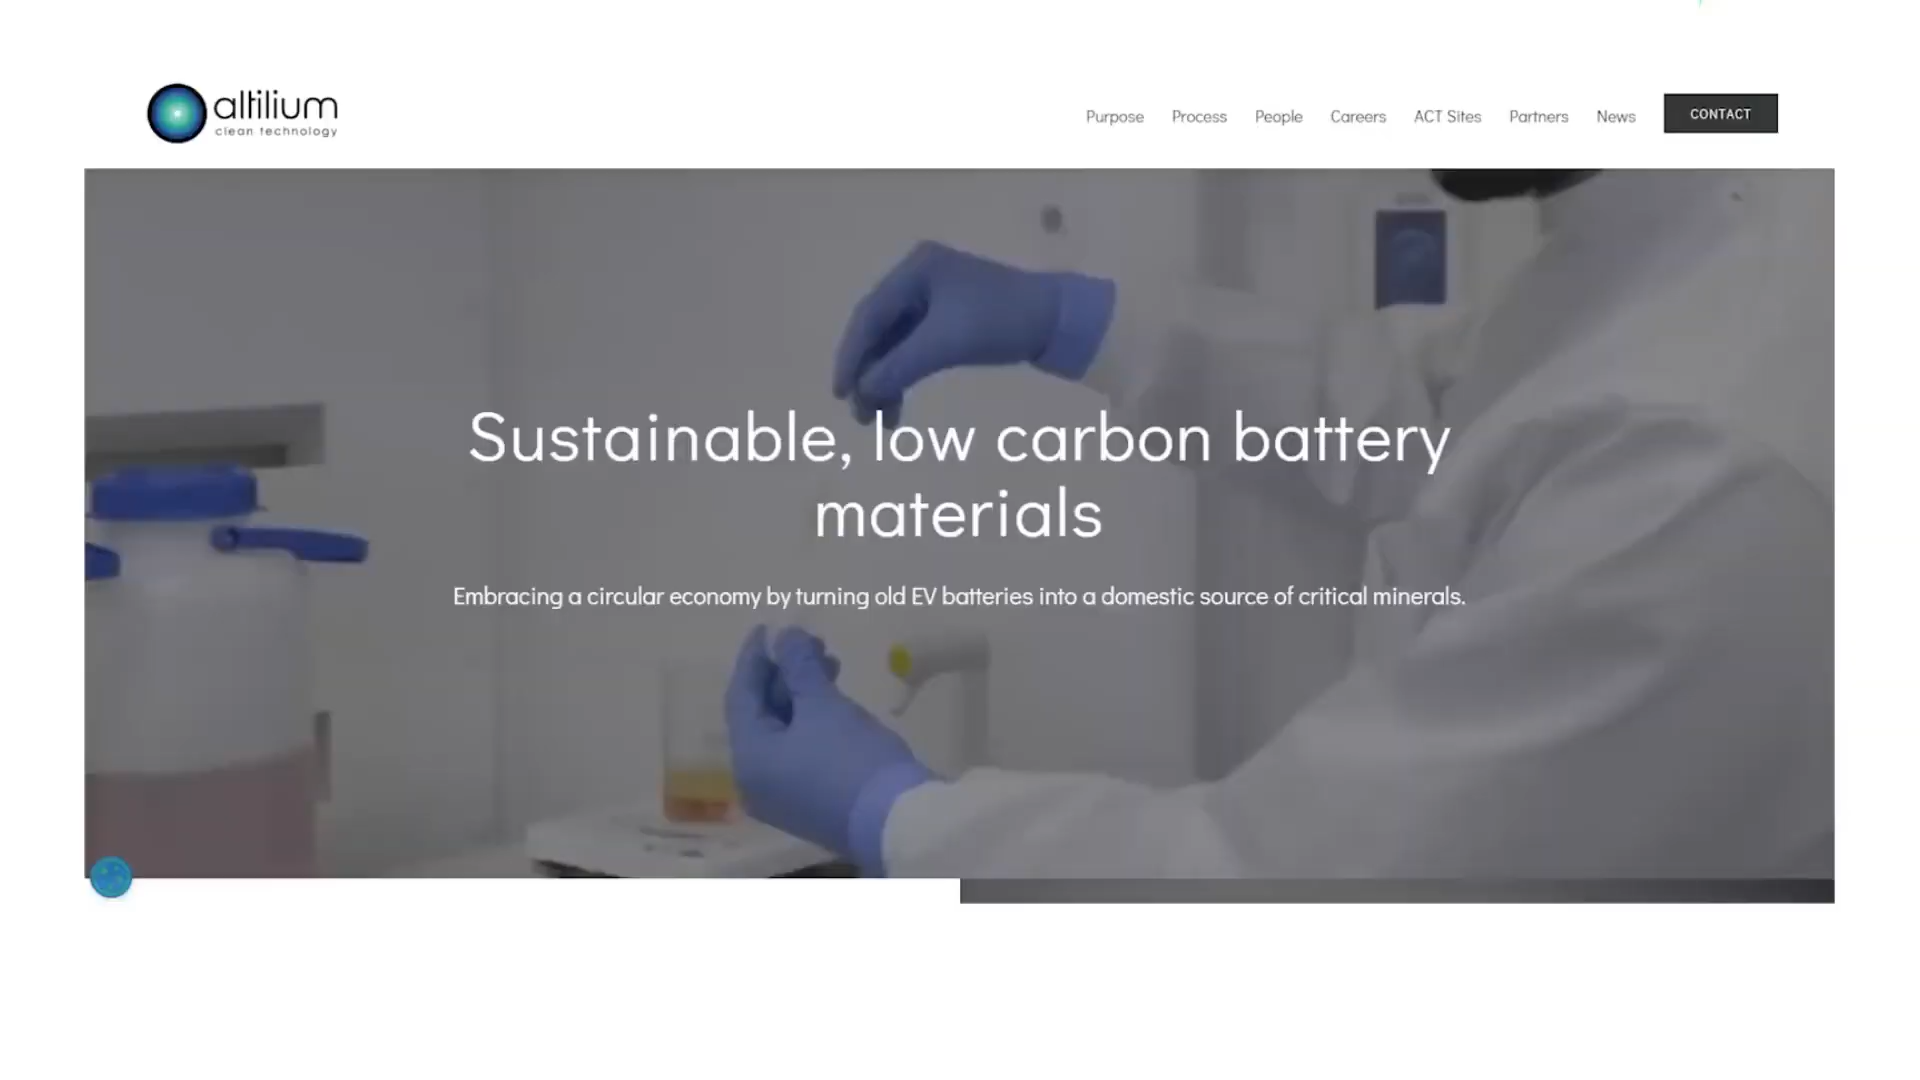 altilium
clean technology
Purpose Process People Careers ACT Sites Partners News CONTACT
Sustainable, low carbon battery
materials
Embracing a circular economy by turning old EV batteries into a domestic source of critical minerals.